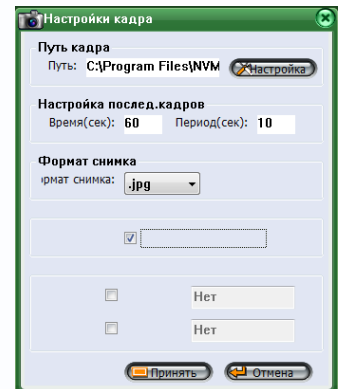 Настройки кадра
Путь кадра
Путь: C:\Program Files\NVM Настройка
Настройка послед.кадров
Время(сек): 60 Период(сек): 10
Формат снимка
рмат снимка: .jpg
Нет
Нет
Принять Отмена